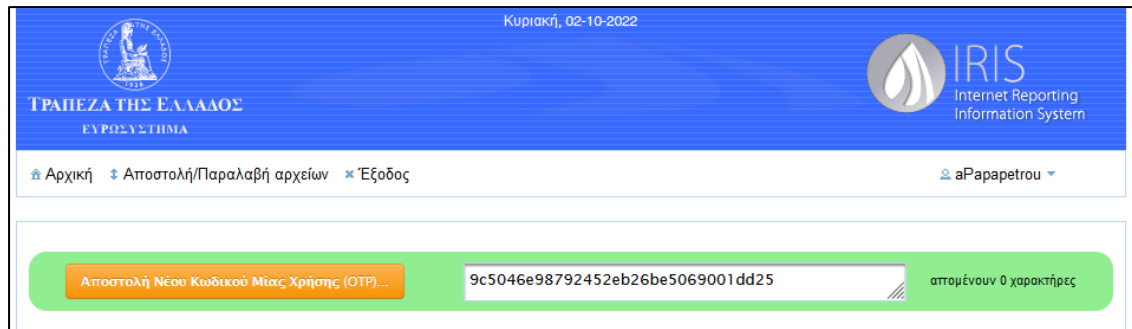 Κυριακή, 02-10-2022
ΤΡΑΠΕΖΑ ΤΗΣ ΕΛΛΑΔΟΣ
ΕΥΡΩΣΥΣΤΗΜΑ
IRIS
Internet Reporting
Information System
Αρχική Αποστολή/Παραλαβή αρχείων Έξοδος aPapapetrou
Αποστολή Νέου Κωδικού Μίας Χρήσης (OTP)... 9c5046e98792452eb26be5069001dd25 απομένουν 0 χαρακτήρες